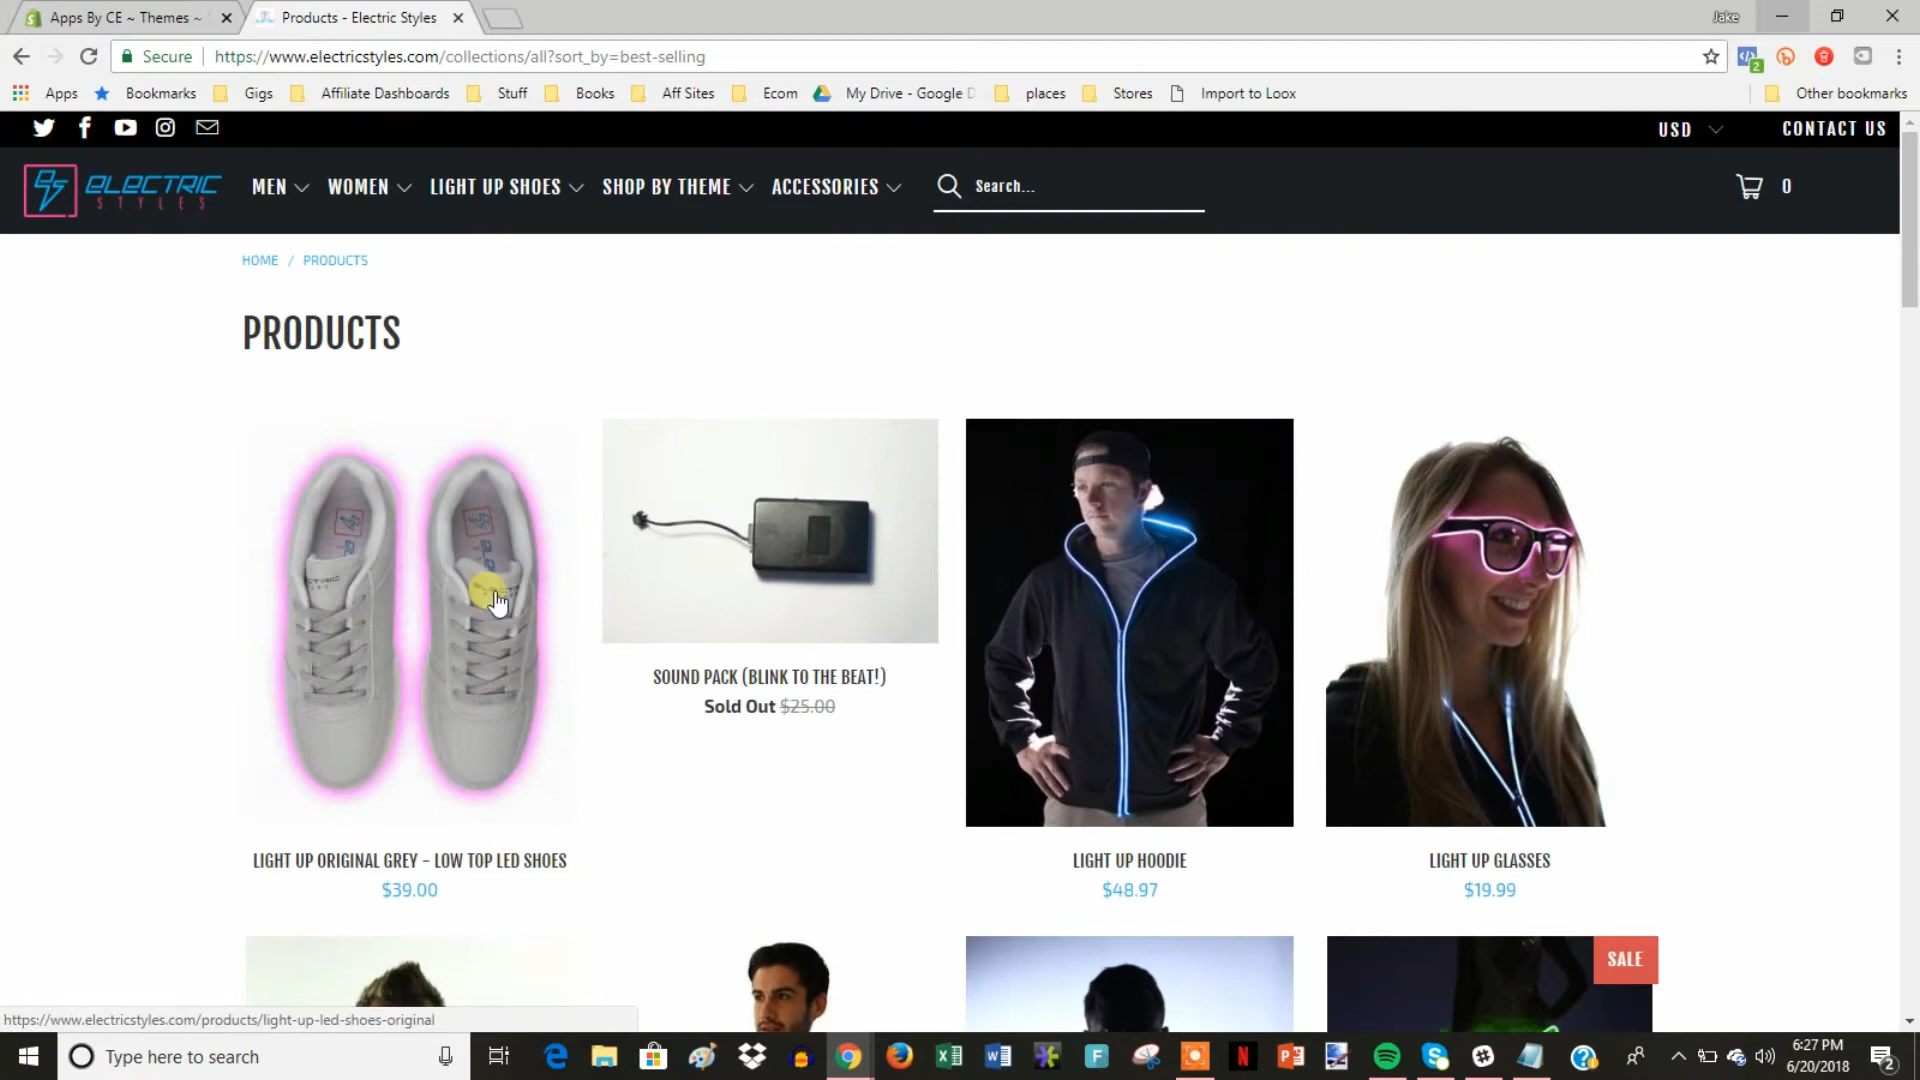 Apps By CE ~ Themes ~
Products - Electric Styles
Jake
Secure
https://www.electricstyles.com/collections/all?sort_by=best-selling
2
Apps
Bookmarks
Gigs
Affiliate Dashboards
Stuff
Books
Aff Sites
Ecom
My Drive - Google D
places
Stores
Import to Loox
Other bookmarks
USD
CONTACT US
ELECTRIC
STYLES
MEN
WOMEN
LIGHT UP SHOES
SHOP BY THEME
ACCESSORIES
Search...
0
HOME / PRODUCTS
PRODUCTS
SOUND PACK (BLINK TO THE BEAT!)
Sold Out $25.00
LIGHT UP ORIGINAL GREY - LOW TOP LED SHOES
$39.00
LIGHT UP HOODIE
$48.97
LIGHT UP GLASSES
$19.99
SALE
https://www.electricstyles.com/products/light-up-led-shoes-original
Type here to search
6:27 PM
6/20/2018
2